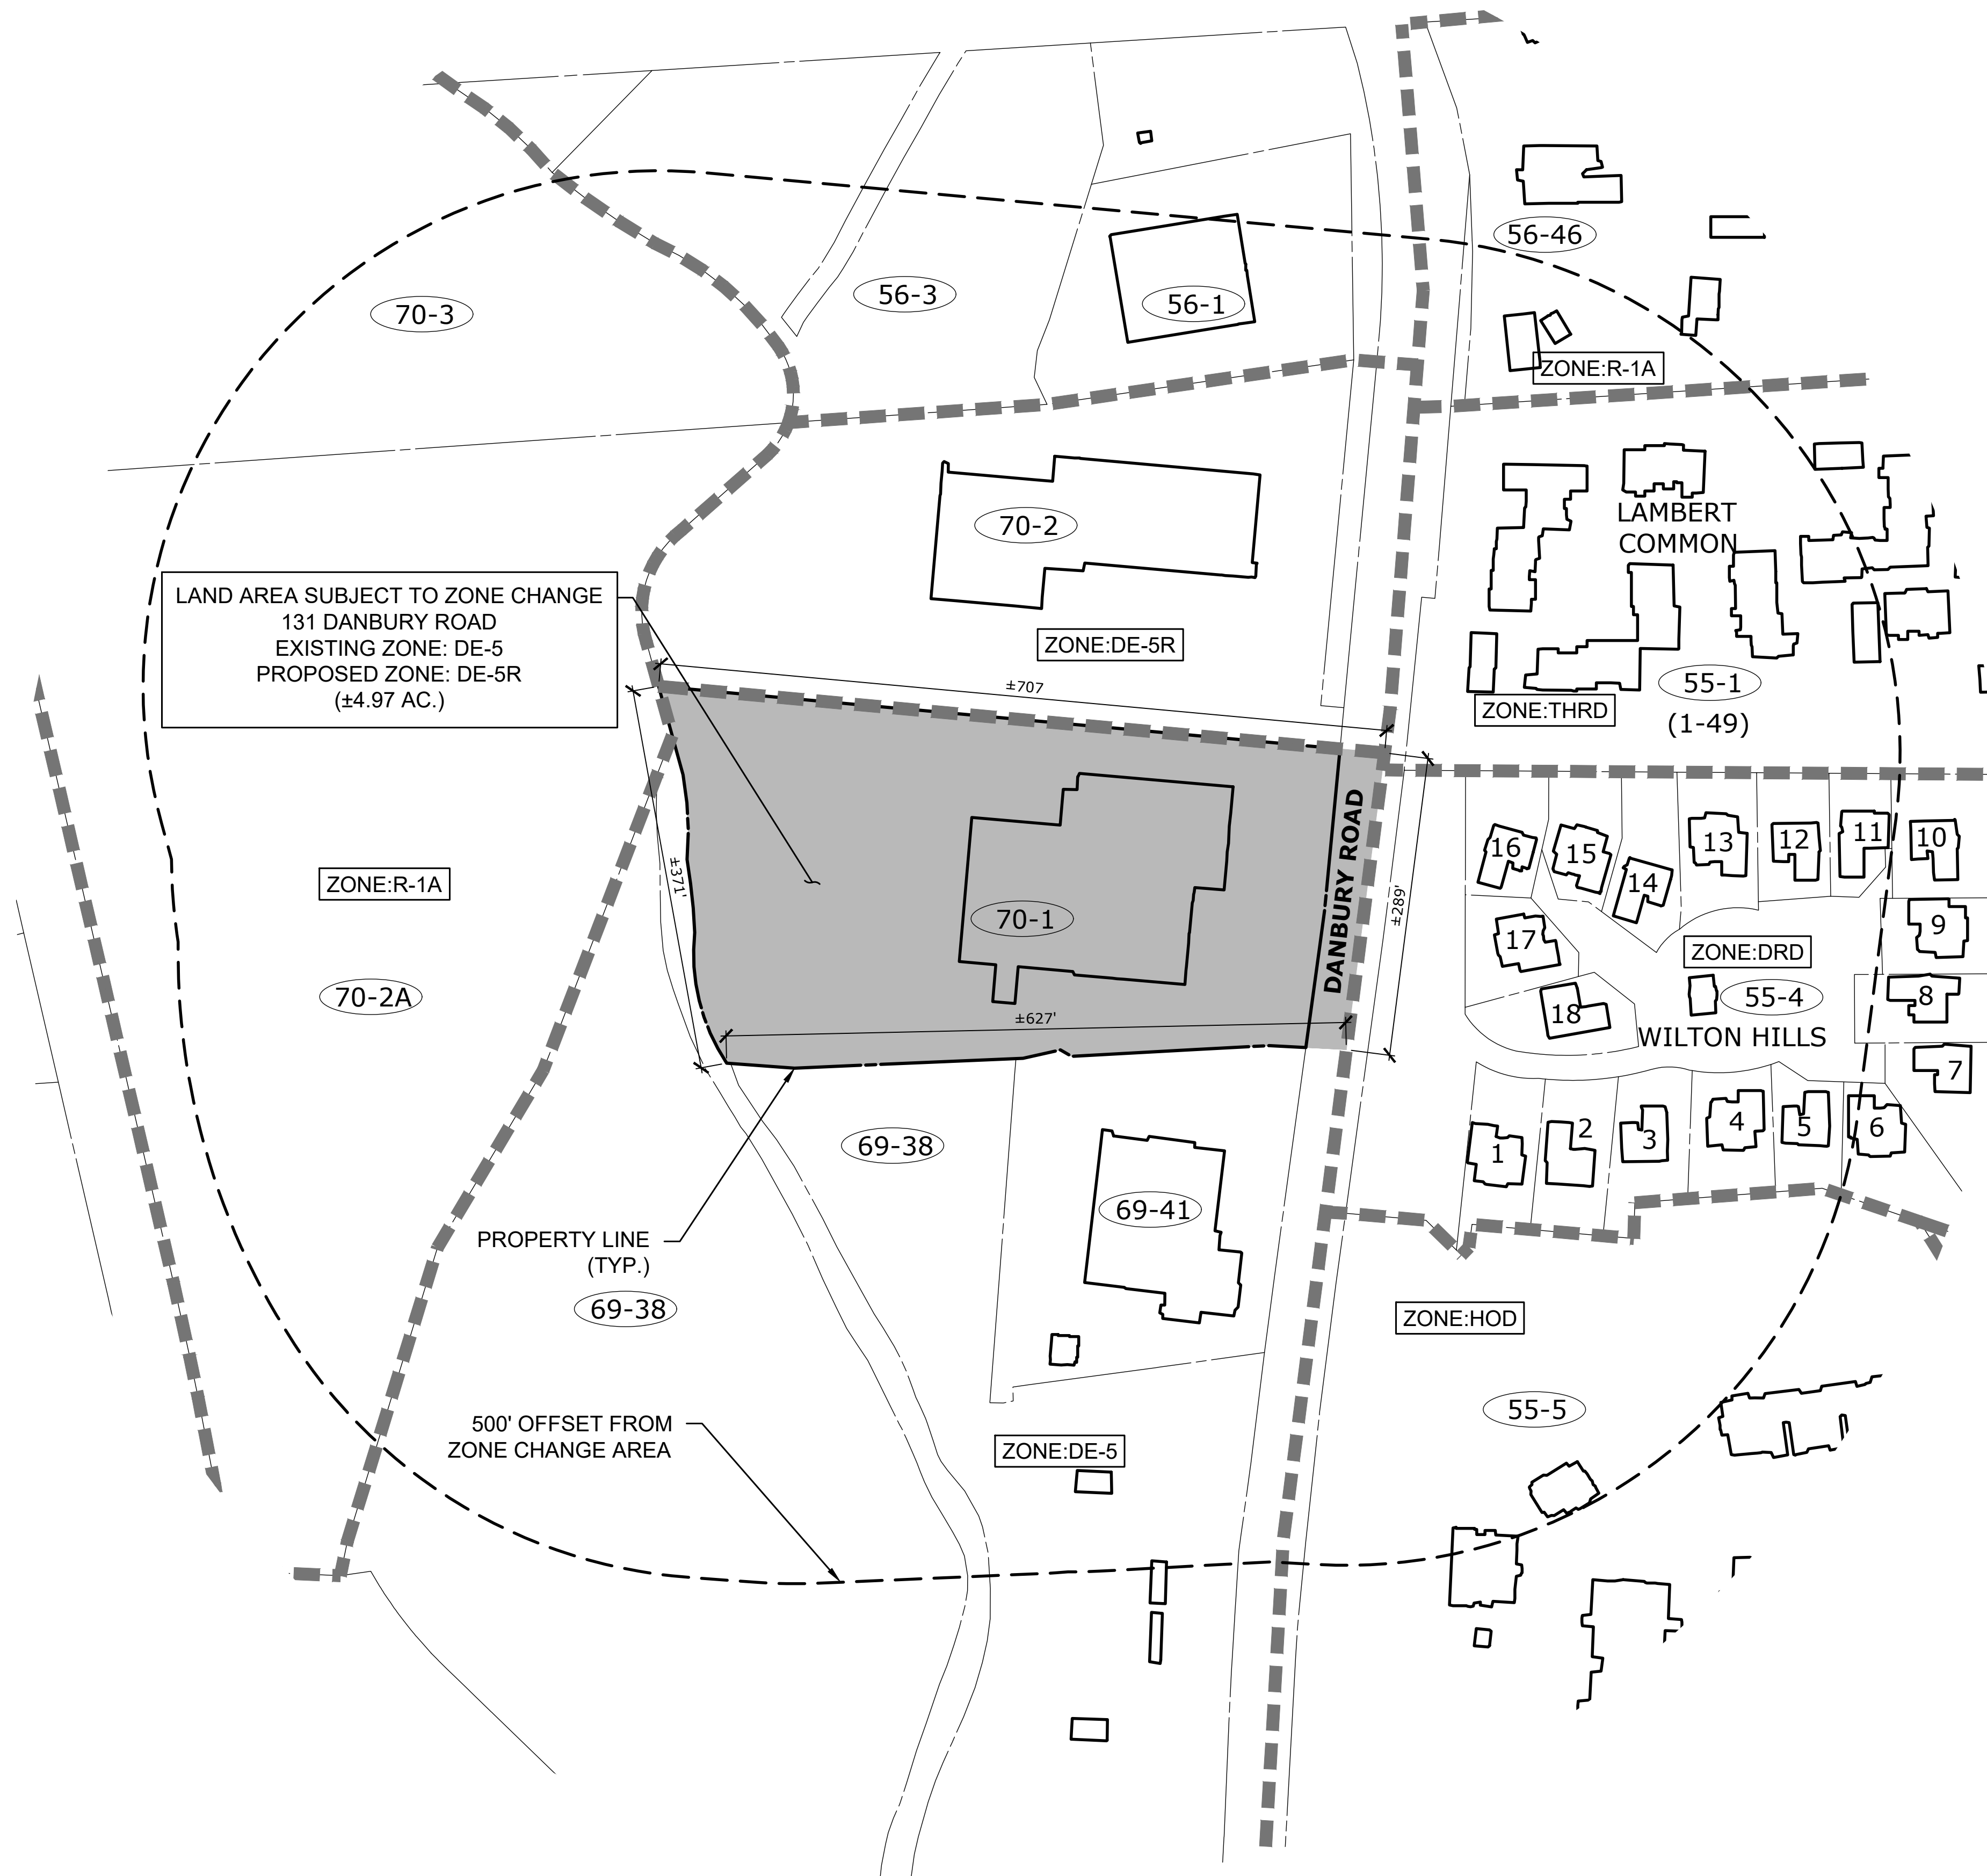 56-46
56-3
56-1
70-3
ZONE:R-1A
70-2
LAMBERT
COMMON
LAND AREA SUBJECT TO ZONE CHANGE
131 DANBURY ROAD
EXISTING ZONE: DE-5
PROPOSED ZONE: DE-5R
(±4.97 AC.)
ZONE:DE-5R
±707
55-1
(1-49)
ZONE:THRD
16
15
14
13
12
11
10
±371'
ZONE:R-1A
70-1
DANBURY ROAD
±289'
17
9
ZONE:DRD
70-2A
55-4
8
18
±627'
WILTON HILLS
7
69-38
1
2
3
4
5
6
69-41
PROPERTY LINE
(TYP.)
69-38
ZONE:HOD
55-5
500' OFFSET FROM
ZONE CHANGE AREA
ZONE:DE-5